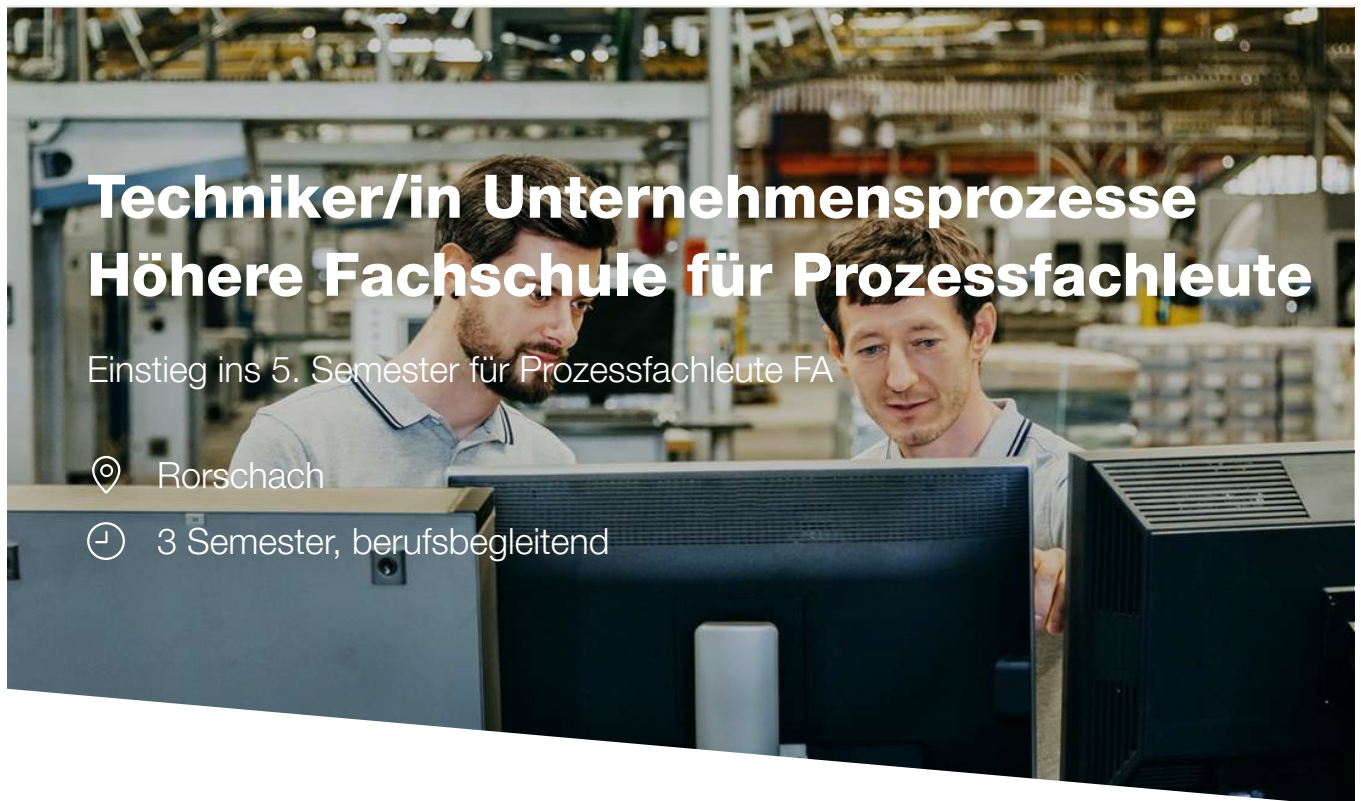 Techniker/in Unternehmensprozesse
Höhere Fachschule für Prozessfachleute
Einstieg ins 5. Semester für Prozessfachleute FA
Rorschach
3 Semester, berufsbegleitend